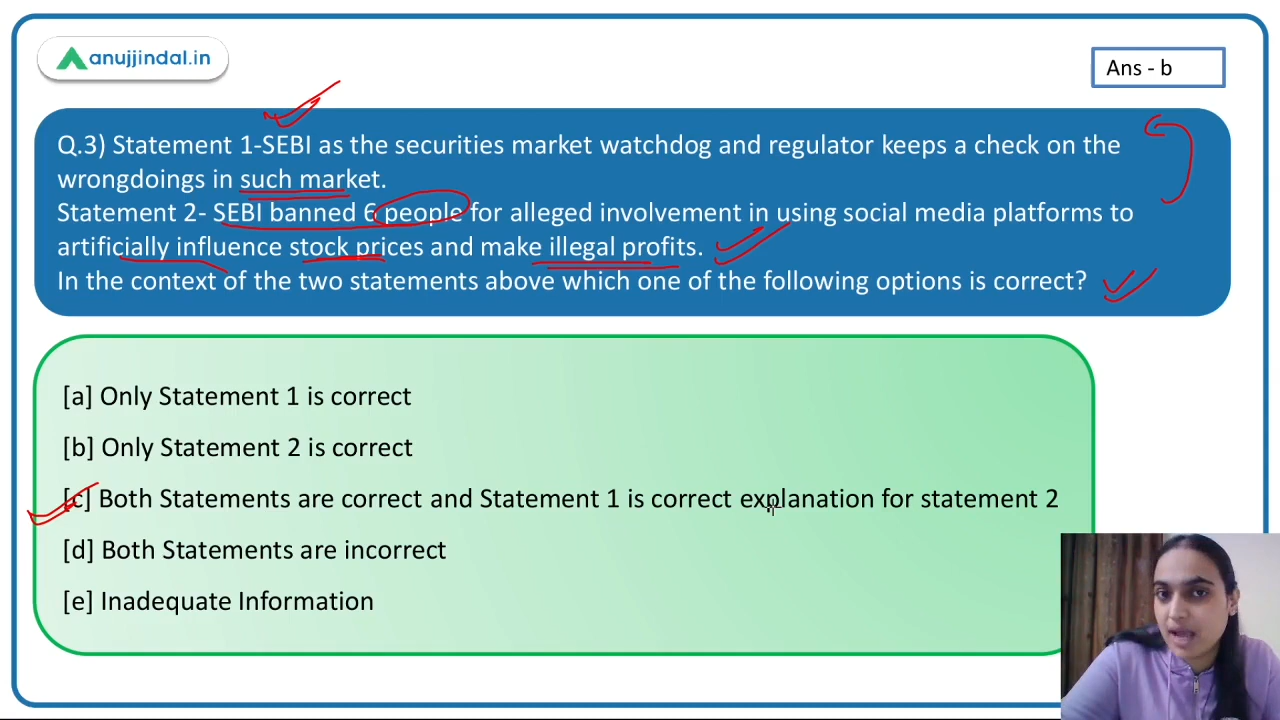 anujjindal.in
Ans - b
Q.3) Statement 1-SEBI as the securities market watchdog and regulator keeps a check on the
wrongdoings in such market.
Statement 2- SEBI banned 6 people for alleged involvement in using social media platforms to
artificially influence stock prices and make illegal profits.
In the context of the two statements above which one of the following options is correct?
[a] Only Statement 1 is correct
[b] Only Statement 2 is correct
[c] Both Statements are correct and Statement 1 is correct explanation for statement 2
[d] Both Statements are incorrect
[e] Inadequate Information